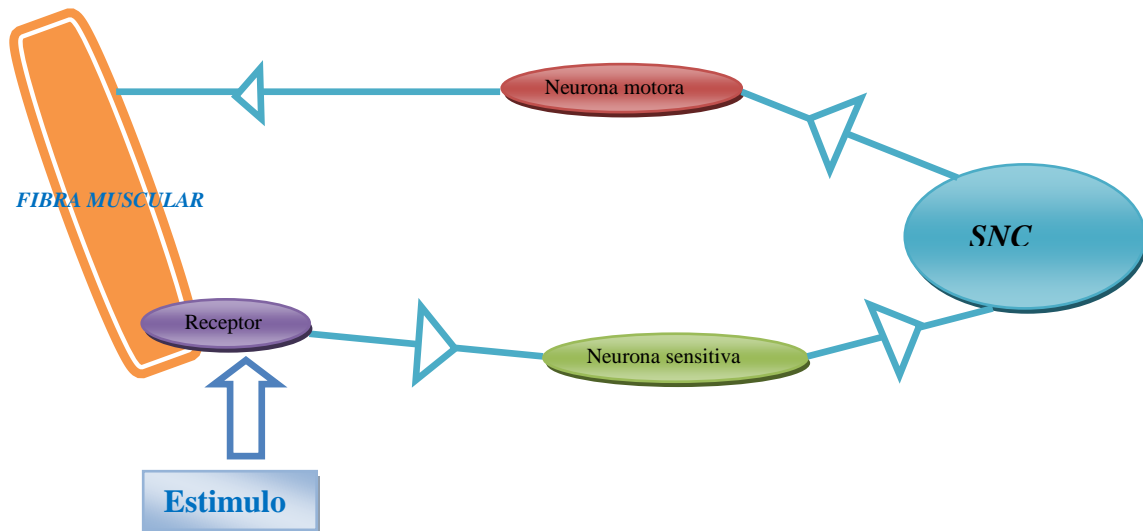 Neurona motora
FIBRA MUSCULAR
SNC
Receptor
Neurona sensitiva
Estimulo